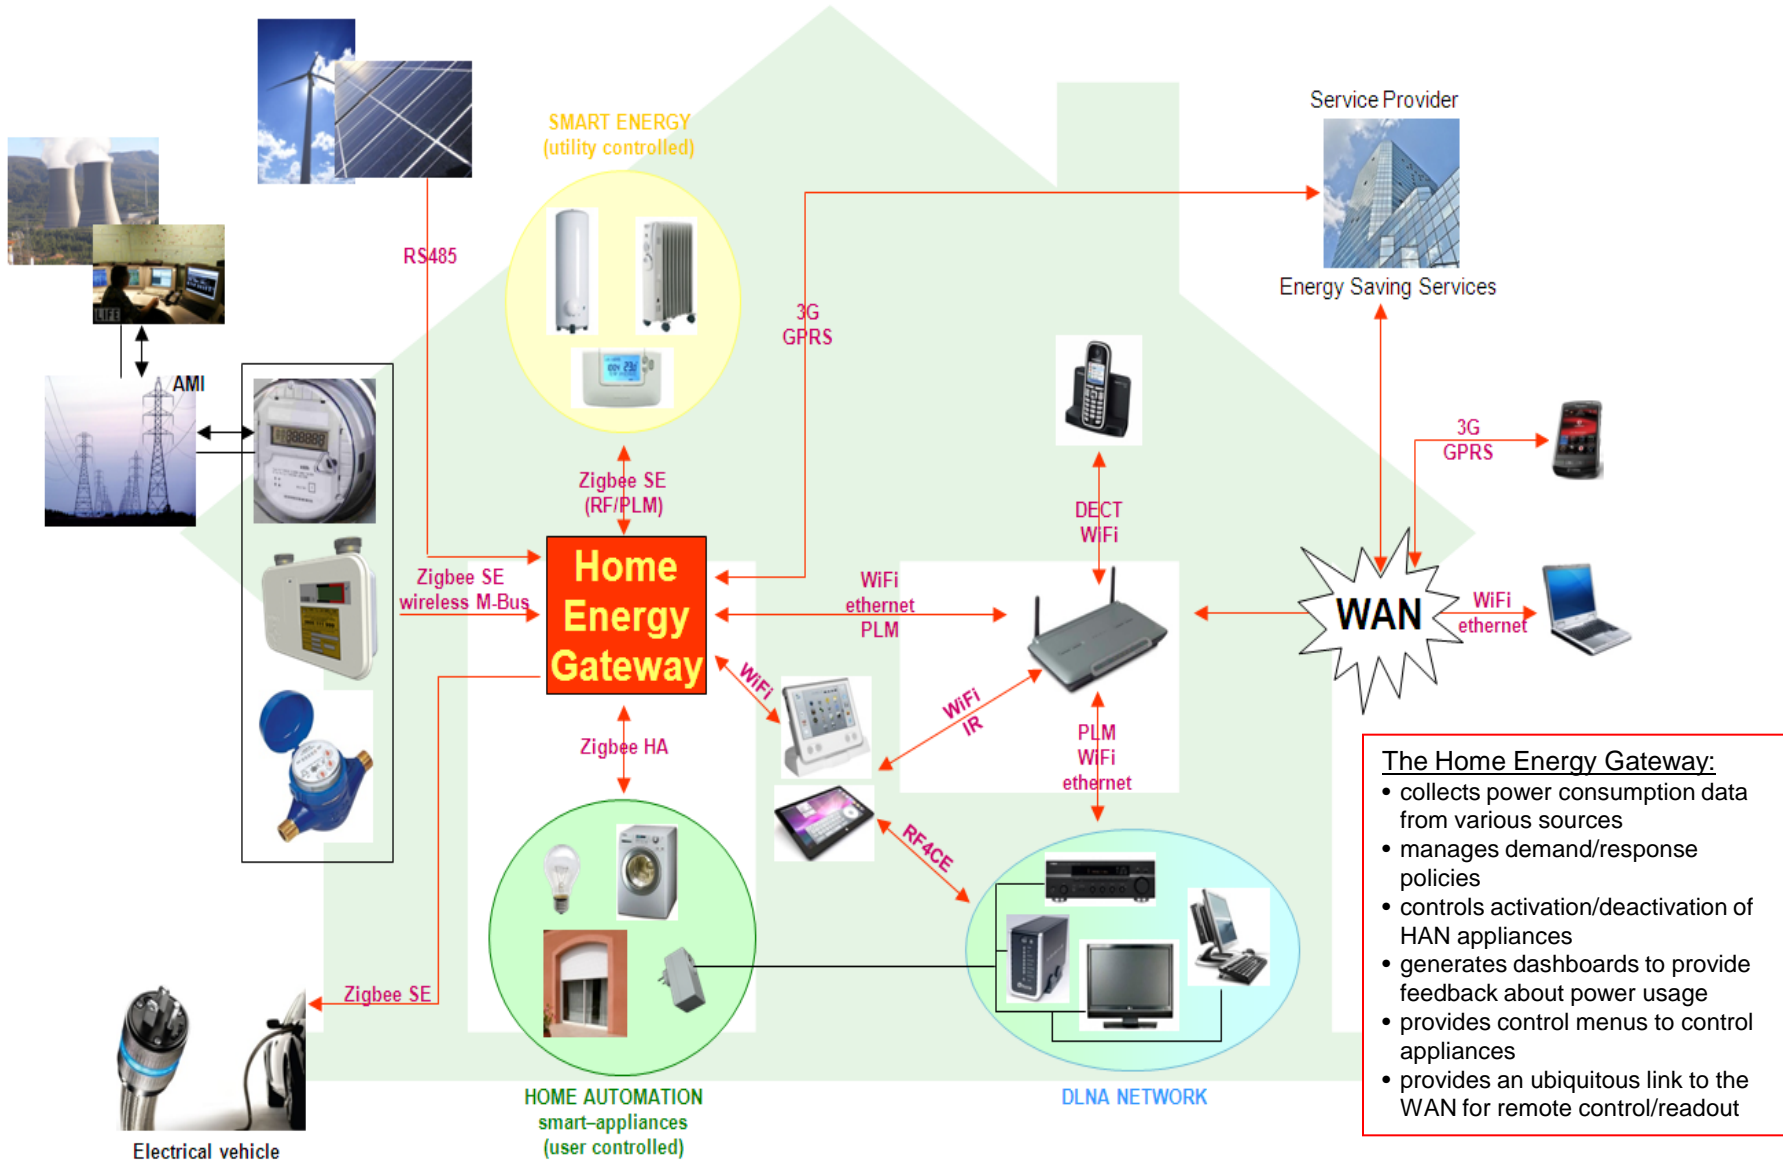 Service Provider
SMART ENERGY
(utility controlled)
RS485
Energy Saving Services
3G
GPRS
LIFE
AMI
3G
GPRS
Zigbee SE
(RF/PLM)
DECT
WiFi
Home
Energy
Gateway
Zigbee SE
wireless M-Bus
WiFi
ethernet
PLM
WAN
WiFi
ethernet
WiFi
WiFi
IR
Zigbee HA
PLM
WiFi
ethernet
RF4CE
Zigbee SE
The Home Energy Gateway:
• collects power consumption data
from various sources
• manages demand/response
policies
• controls activation/deactivation of
HAN appliances
• generates dashboards to provide
feedback about power usage
• provides control menus to control
appliances
• provides an ubiquitous link to the
WAN for remote control/readout
HOME AUTOMATION
smart–appliances
(user controlled)
DLNA NETWORK
Electrical vehicle